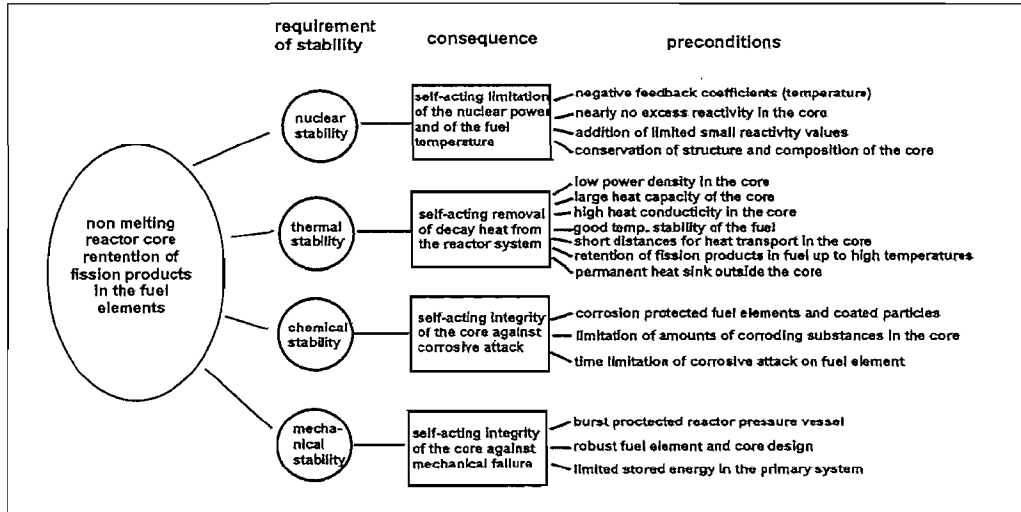 requirement
of stability
consequence
preconditions
non melting
reactor core
rentention of
fission products
in the fuel
elements
nuclear
stability
self-acting limitation
of the nuclear power
and of the fuel
temperature
negative feedback coefficients (temperature)
nearly no excess reactivity in the core
addition of limited small reactivity values
conservation of structure and composition of the core
thermal
stability
self-acting removal
of decay heat from
the reactor system
low power density in the core
large heat capacity of the core
high heat conducticity in the core
good temp. stability of the fuel
short distances for heat transport in the core
retention of fission products in fuel up to high temperatures
permanent heat sink outside the core
chemical
stability
self-acting integrity
of the core against
corrosive attack
corrosion protected fuel elements and coated particles
limitation of amounts of corroding substances in the core
time limitation of corrosive attack on fuel element
mecha-
nical
stability
self-acting integrity
of the core against
mechanical failure
burst proctected reactor pressure vessel
robust fuel element and core design
limited stored energy in the primary system